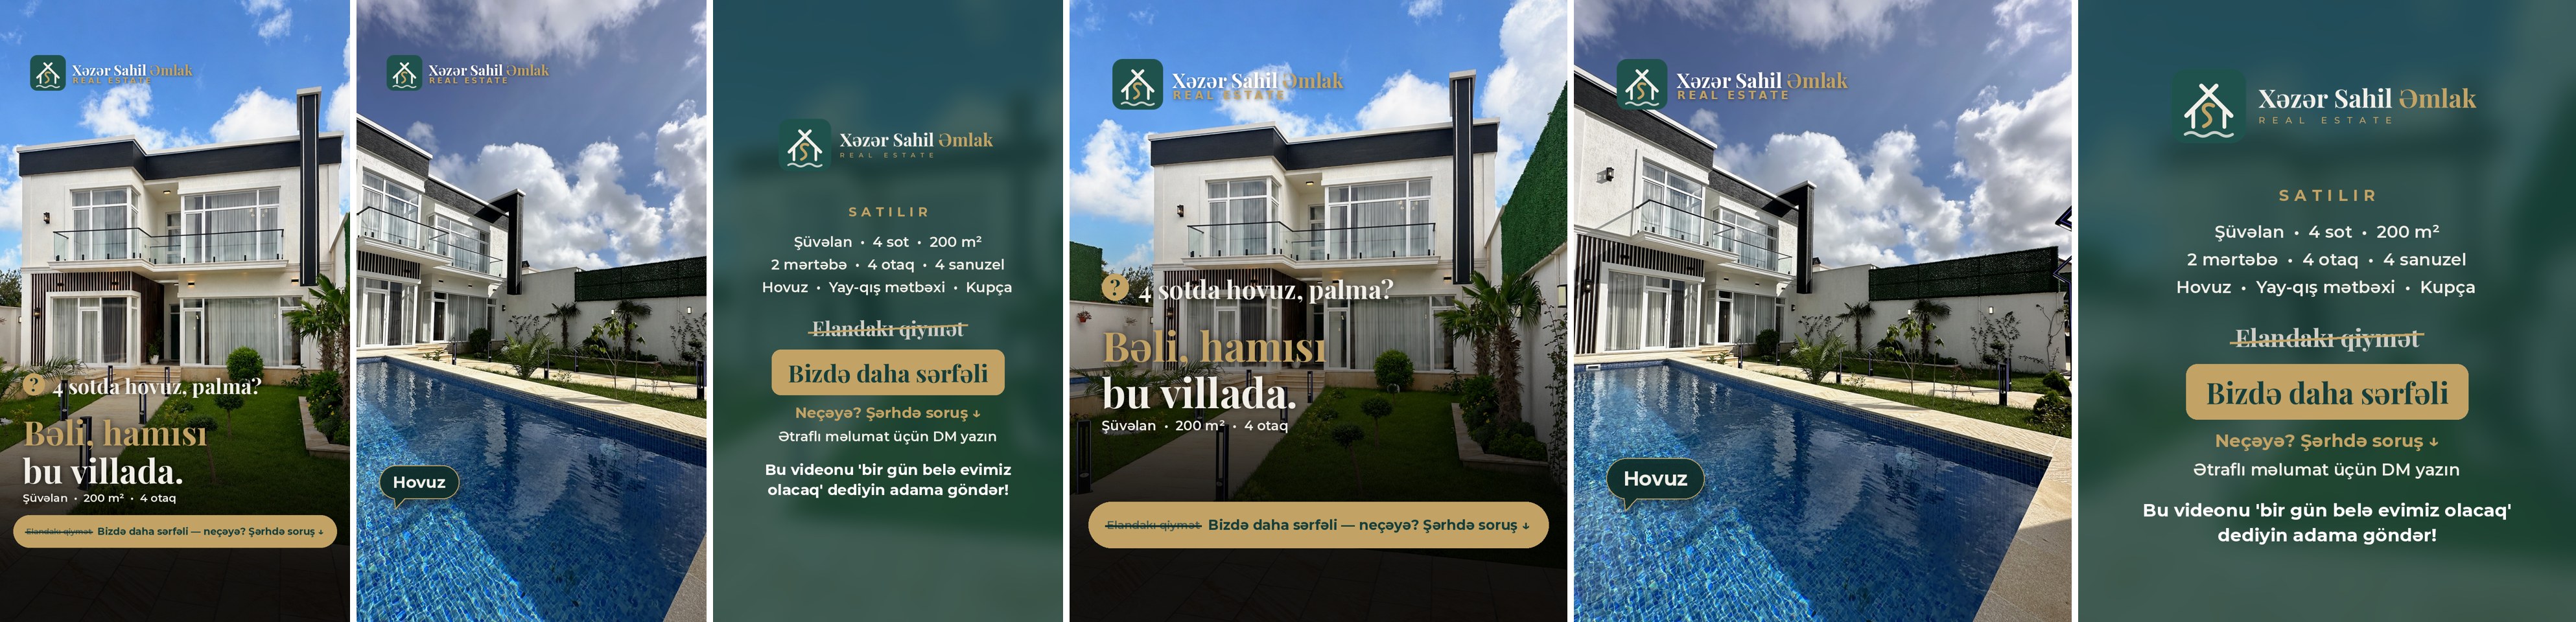 Xəzər Sahil Əmlak
REAL ESTATE
? 4 sotda hovuz, palma?
Bəli, hamısı
bu villada.
Şüvəlan • 200 m² • 4 otaq
Elandakı qiymət Bizdə daha sərfəli — neçəyə? Şərhdə soruş ↓
Xəzər Sahil Əmlak
REAL ESTATE
Hovuz
Xəzər Sahil Əmlak
REAL ESTATE
SATILIR
Şüvəlan • 4 sot • 200 m²
2 mərtəbə • 4 otaq • 4 sanuzel
Hovuz • Yay-qış mətbəxi • Kupça
Elandakı qiymət
Bizdə daha sərfəli
Neçəyə? Şərhdə soruş ↓
Ətraflı məlumat üçün DM yazın
Bu videonu 'bir gün belə evimiz
olacaq' dediyin adama göndər!
Xəzər Sahil Əmlak
REAL ESTATE
? 4 sotda hovuz, palma?
Bəli, hamısı
bu villada.
Şüvəlan • 200 m² • 4 otaq
Elandakı qiymət Bizdə daha sərfəli — neçəyə? Şərhdə soruş ↓
Xəzər Sahil Əmlak
REAL ESTATE
Hovuz
Xəzər Sahil Əmlak
REAL ESTATE
SATILIR
Şüvəlan • 4 sot • 200 m²
2 mərtəbə • 4 otaq • 4 sanuzel
Hovuz • Yay-qış mətbəxi • Kupça
Elandakı qiymət
Bizdə daha sərfəli
Neçəyə? Şərhdə soruş ↓
Ətraflı məlumat üçün DM yazın
Bu videonu 'bir gün belə evimiz olacaq'
dediyin adama göndər!